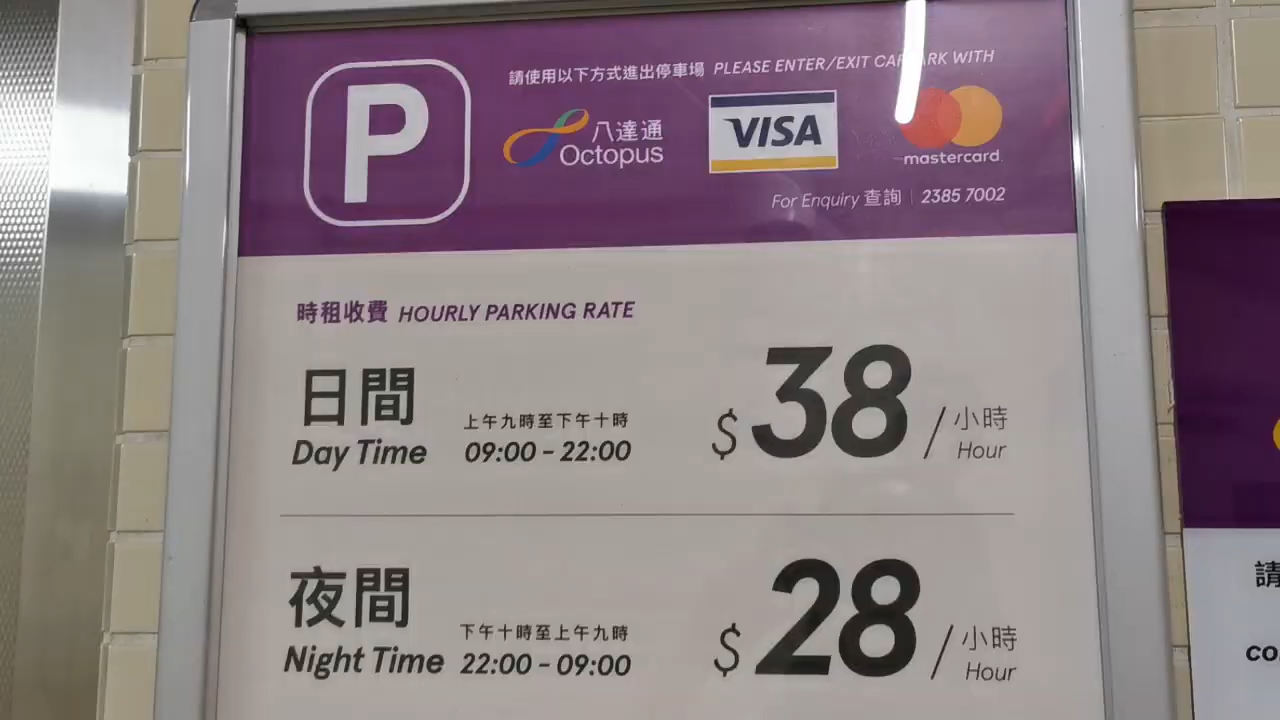 P
請使用以下方式進出停車場 PLEASE ENTER/EXIT CARPARK WITH
八達通
Octopus
VISA
mastercard.
For Enquiry 查詢 | 2385 7002
時租收費 HOURLY PARKING RATE
日間
Day Time
上午九時至下午十時
09:00 – 22:00
$38 / 小時
Hour
夜間
Night Time
下午十時至上午九時
22:00 – 09:00
$28 / 小時
Hour
請